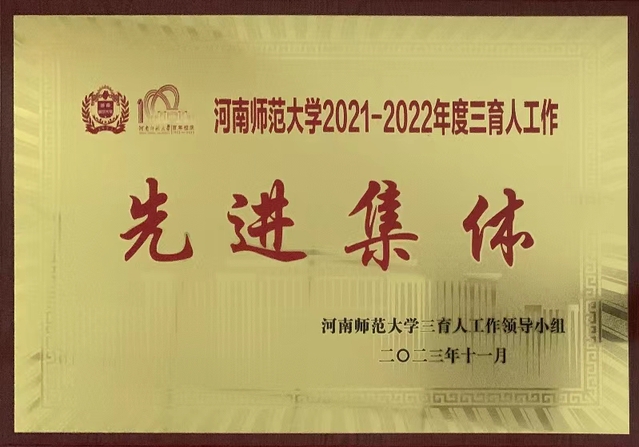 河南师范大学2021-2022年度三育人工作
先进集体
河南师范大学三育人工作领导小组
二〇二三年十一月